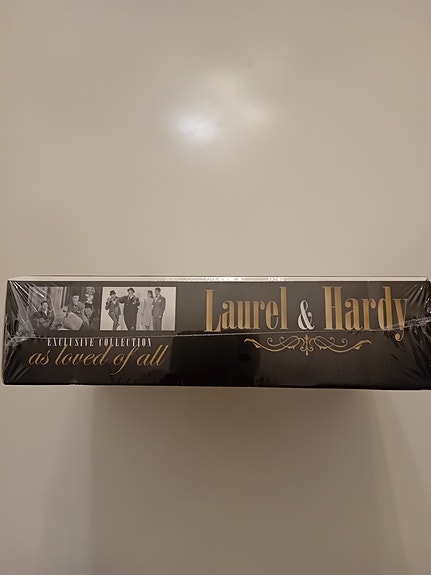 Laurel & Hardy
EXCLUSIVE COLLECTION
as loved of all